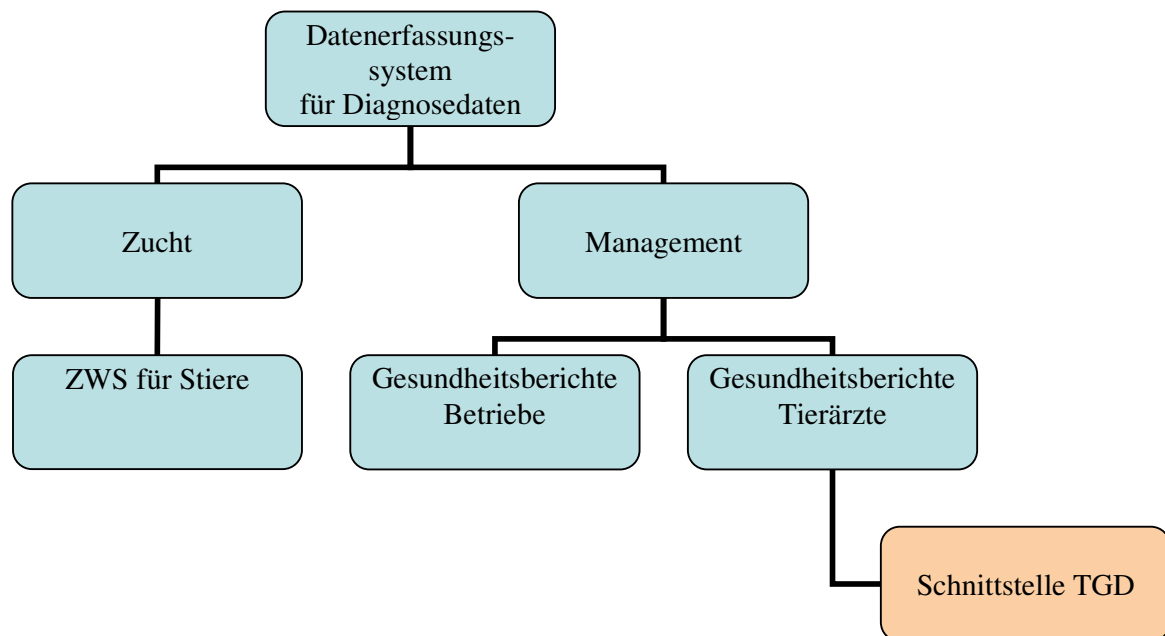 Datenerfassungs-
system
für Diagnosedaten
Zucht
Management
ZWS für Stiere
Gesundheitsberichte
Betriebe
Gesundheitsberichte
Tierärzte
Schnittstelle TGD